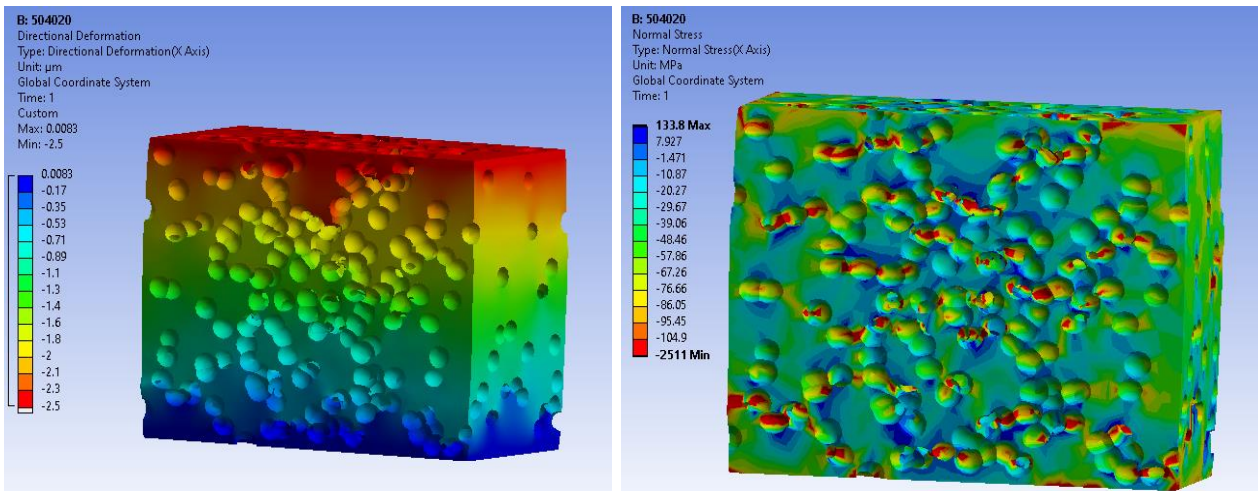 B: 504020
Directional Deformation
Type: Directional Deformation(X Axis)
Unit: µm
Global Coordinate System
Time: 1
Custom
Max: 0.0083
Min: -2.5
0.0083
-0.17
-0.35
-0.53
-0.71
-0.89
-1.1
-1.3
-1.4
-1.6
-1.8
-2
-2.1
-2.3
-2.5
B: 504020
Normal Stress
Type: Normal Stress(X Axis)
Unit: MPa
Global Coordinate System
Time: 1
133.8 Max
7.927
-1.471
-10.87
-20.27
-29.67
-39.06
-48.46
-57.86
-67.26
-76.66
-86.05
-95.45
-104.9
-2511 Min